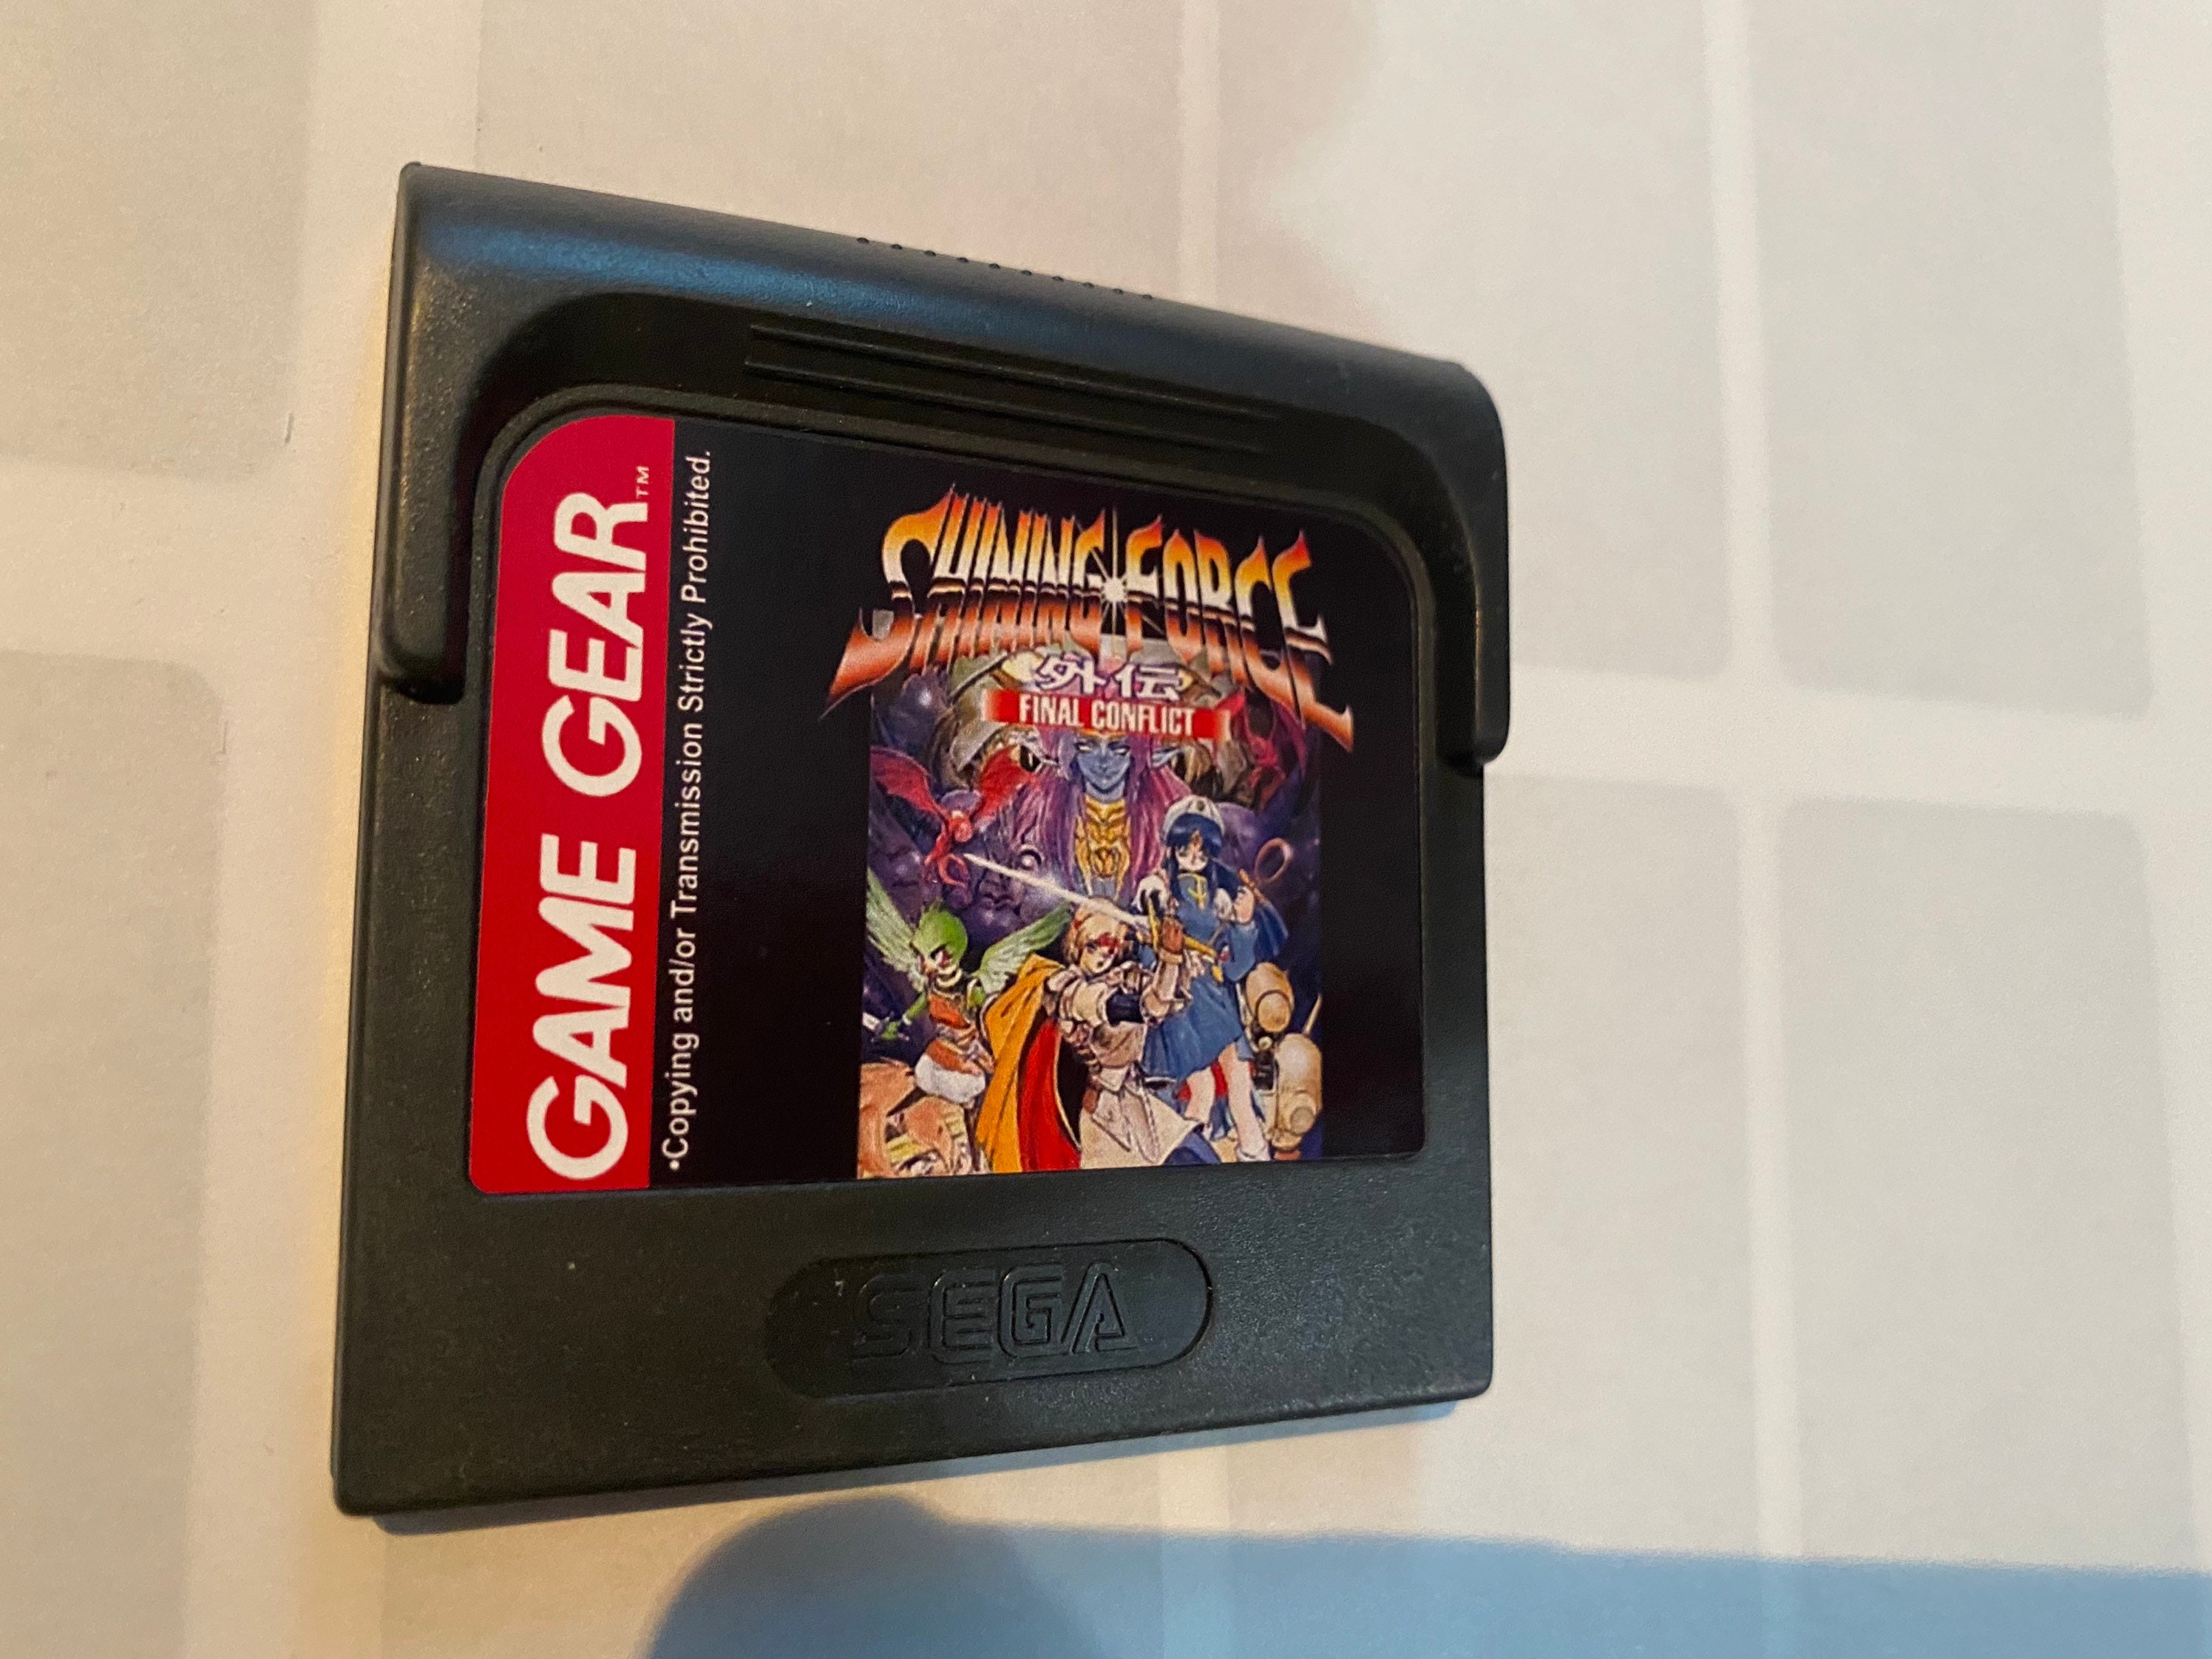 GAME GEAR™
•Copying and/or Transmission Strictly Prohibited.
SHINING FORCE
外伝
FINAL CONFLICT
SEGA